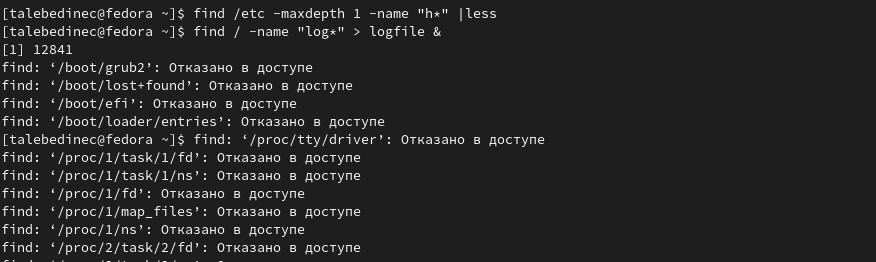 [talebedinec@fedora ~]$ find /etc -maxdepth 1 -name "h*" |less
[talebedinec@fedora ~]$ find / -name "log*" > logfile &
[1] 12841
find: ‘/boot/grub2’: Отказано в доступе
find: ‘/boot/lost+found’: Отказано в доступе
find: ‘/boot/efi’: Отказано в доступе
find: ‘/boot/loader/entries’: Отказано в доступе
[talebedinec@fedora ~]$ find: ‘/proc/tty/driver’: Отказано в доступе
find: ‘/proc/1/task/1/fd’: Отказано в доступе
find: ‘/proc/1/task/1/ns’: Отказано в доступе
find: ‘/proc/1/fd’: Отказано в доступе
find: ‘/proc/1/map_files’: Отказано в доступе
find: ‘/proc/1/ns’: Отказано в доступе
find: ‘/proc/2/task/2/fd’: Отказано в доступе